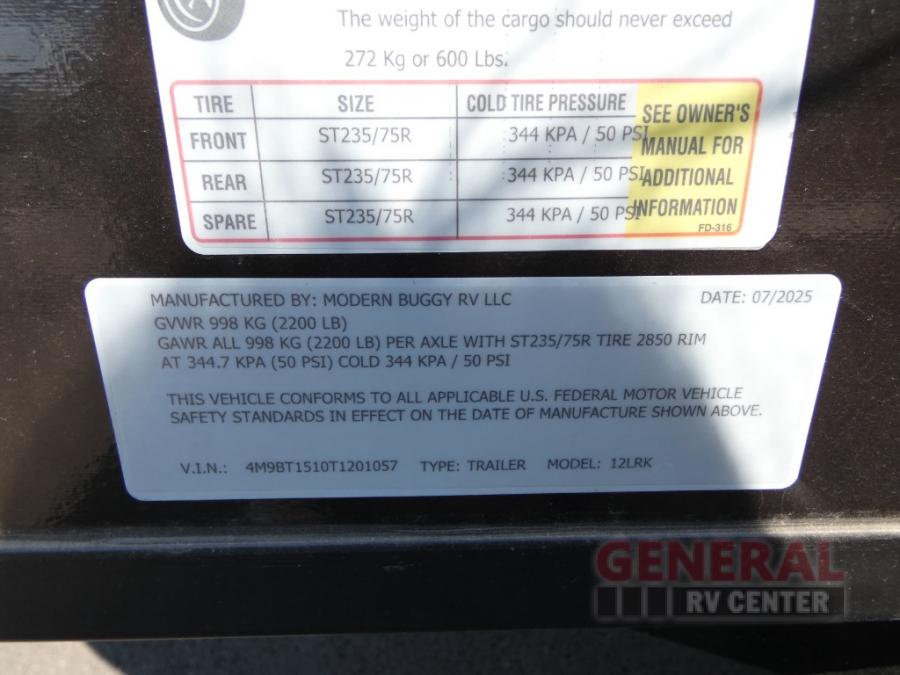 The weight of the cargo should never exceed
272 Kg or 600 Lbs.
TIRE SIZE COLD TIRE PRESSURE SEE OWNER'S
FRONT ST235/75R 344 KPA / 50 PSI MANUAL FOR
REAR ST235/75R 344 KPA / 50 PSI ADDITIONAL
SPARE ST235/75R 344 KPA / 50 PSI INFORMATION
FD-316
MANUFACTURED BY: MODERN BUGGY RV LLC DATE: 07/2025
GVWR 998 KG (2200 LB)
GAWR ALL 998 KG (2200 LB) PER AXLE WITH ST235/75R TIRE 2850 RIM
AT 344.7 KPA (50 PSI) COLD 344 KPA / 50 PSI
THIS VEHICLE CONFORMS TO ALL APPLICABLE U.S. FEDERAL MOTOR VEHICLE
SAFETY STANDARDS IN EFFECT ON THE DATE OF MANUFACTURE SHOWN ABOVE.
V.I.N.: 4M9BT1510T1201057 TYPE: TRAILER MODEL: 12LRK
GENERAL
RV CENTER